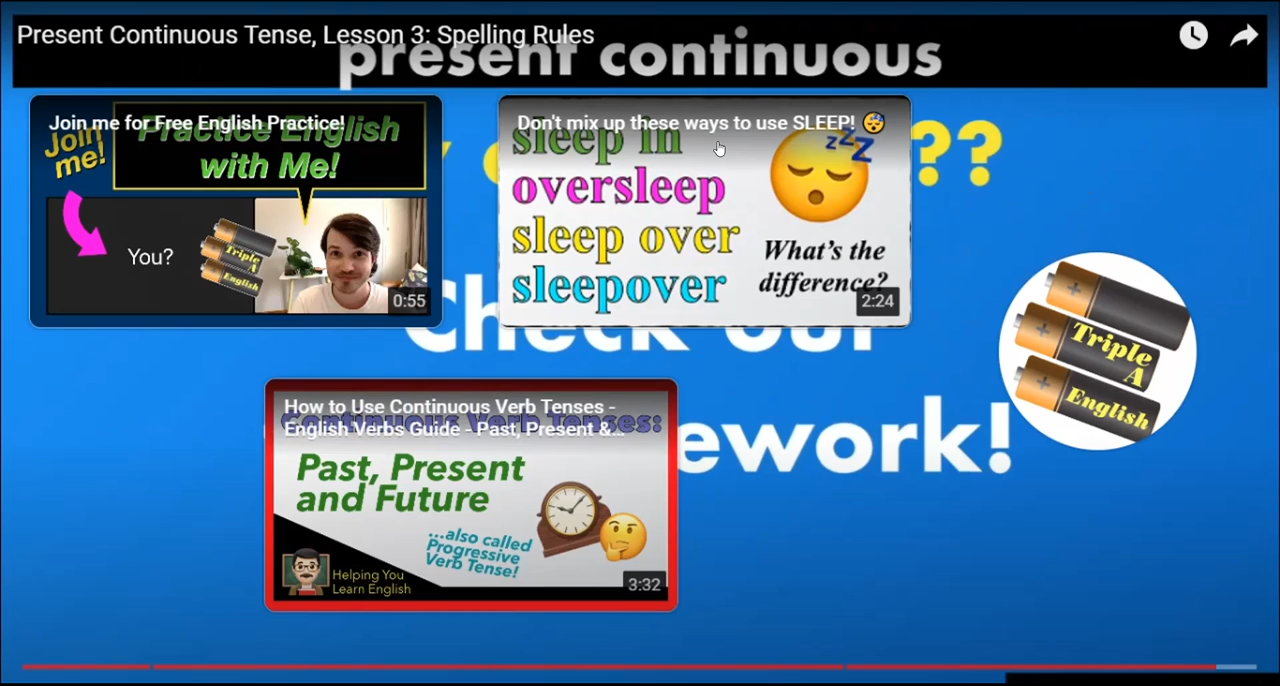 Present Continuous Tense, Lesson 3: Spelling Rules
present continuous
Join me for Free English Practice!
Join me!
Practice English
with Me!
You?
Triple
A
English
0:55
Don't mix up these ways to use SLEEP! 😴
sleep in
zzz
oversleep
sleep over
sleepover
What's the
difference?
2:24
??
Check out
Triple
A
English
ework!
How to Use Continuous Verb Tenses -
English Verbs Guide - Past, Present &...
Continuous Verb Tenses:
Past, Present
and Future
...also called
Progressive
Verb Tense!
Helping You
Learn English
3:32